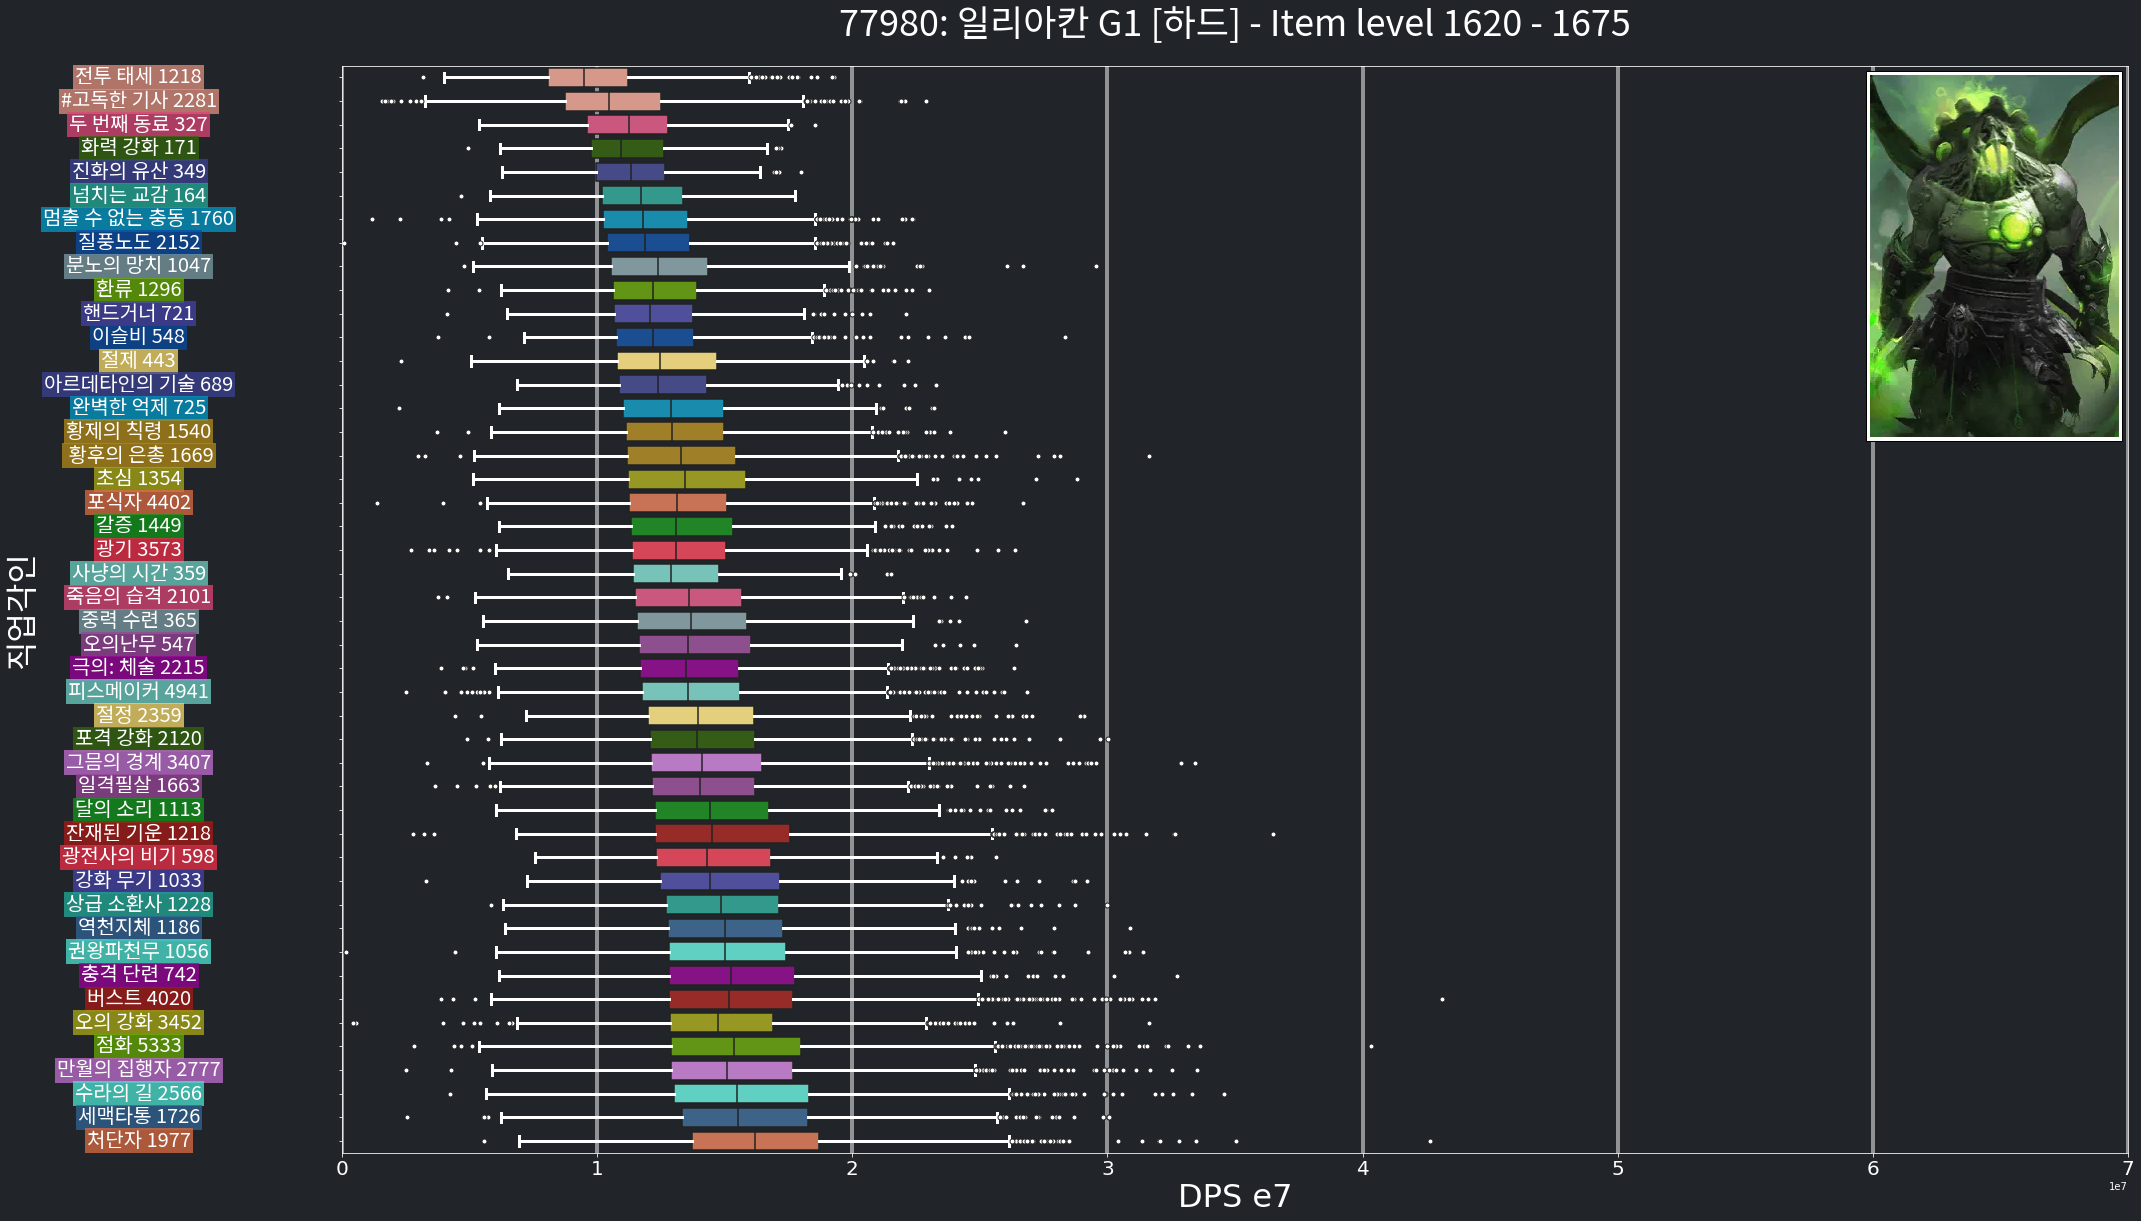 77980: 일리아칸 G1 [하드] - Item level 1620 - 1675
직업각인
전투 태세 1218
#고독한 기사 2281
두 번째 동료 327
화력 강화 171
진화의 유산 349
넘치는 교감 164
멈출 수 없는 충동 1760
질풍노도 2152
분노의 망치 1047
환류 1296
핸드거너 721
이슬비 548
절제 443
아르데타인의 기술 689
완벽한 억제 725
황제의 칙령 1540
황후의 은총 1669
초심 1354
포식자 4402
갈증 1449
광기 3573
사냥의 시간 359
죽음의 습격 2101
중력 수련 365
오의난무 547
극의: 체술 2215
피스메이커 4941
절정 2359
포격 강화 2120
그믐의 경계 3407
일격필살 1663
달의 소리 1113
잔재된 기운 1218
광전사의 비기 598
강화 무기 1033
상급 소환사 1228
역천지체 1186
권왕파천무 1056
충격 단련 742
버스트 4020
오의 강화 3452
점화 5333
만월의 집행자 2777
수라의 길 2566
세맥타통 1726
처단자 1977
0 1 2 3 4 5 6 7
DPS e7
1e7